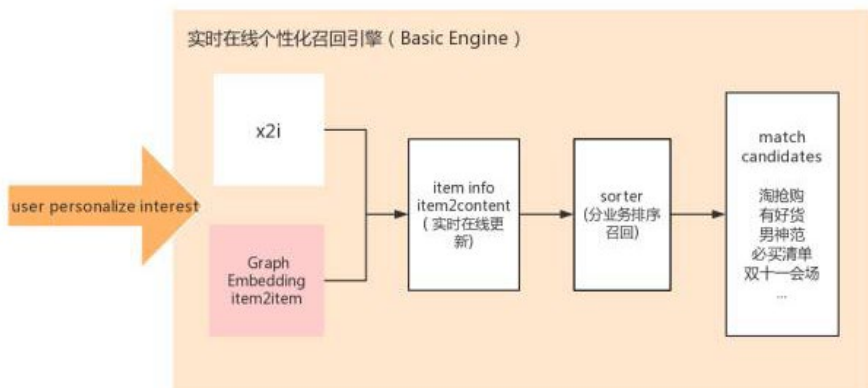 实时在线个性化召回引擎（Basic Engine）
user personalize interest
x2i
Graph
Embedding
item2item
item info
item2content
（实时在线更
新）
sorter
(分业务排序
召回)
match
candidates
淘抢购
有好货
男神范
必买清单
双十一会场
...